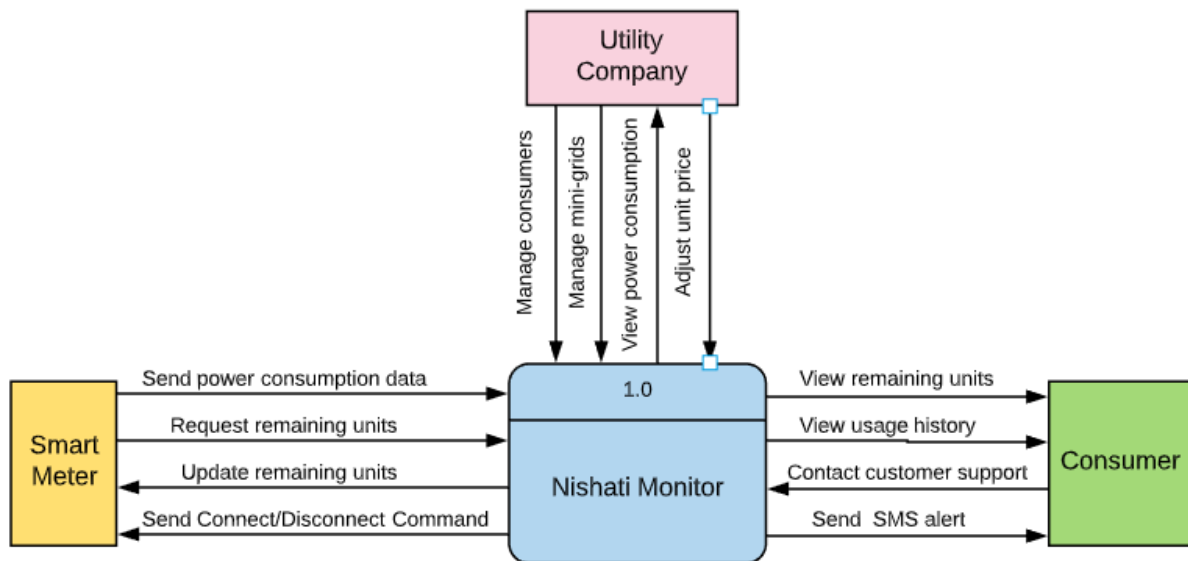 Utility
Company
Manage consumers
Manage mini-grids
View power consumption
Adjust unit price
Send power consumption data
Request remaining units
Update remaining units
Send Connect/Disconnect Command
Smart
Meter
1.0
Nishati Monitor
View remaining units
View usage history
Contact customer support
Send SMS alert
Consumer